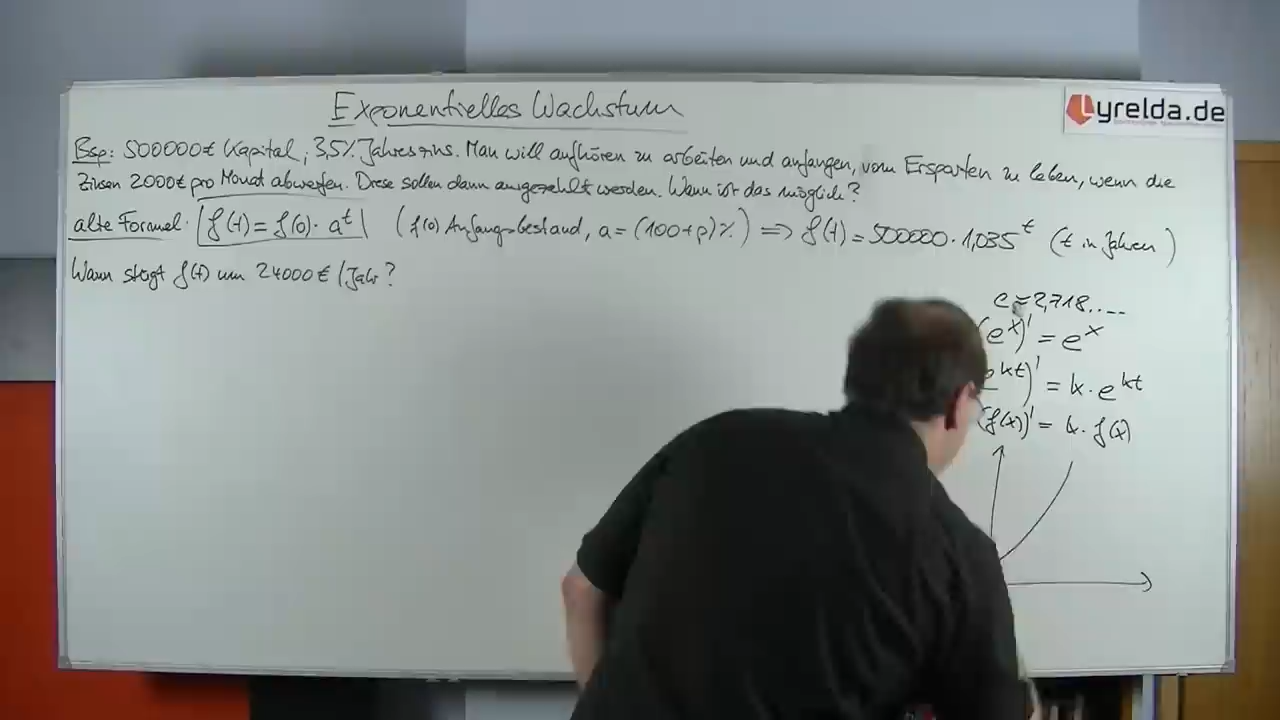 Exponentielles Wachstum
Lyrelda.de
Bsp: 500000€ Kapital, 3,5% Jahreszins. Man will aufhören zu arbeiten und anfangen, vom Ersparten zu leben, wenn die
Zinsen 2000€ pro Monat abwerfen. Diese sollen dann ausgezahlt werden. Wann ist das möglich?
alte Formel: f(t) = f(0) · a^t (f(0) Anfangsbestand, a = (100+p)%) ⇒ f(t) = 500000 · 1,035^t (t in Jahren)
Wann steigt f(t) um 24000€/Jahr?
e ≈ 2,718....
(e^x)' = e^x
e^kt)' = k · e^kt
(f(x))' = k · f(x)